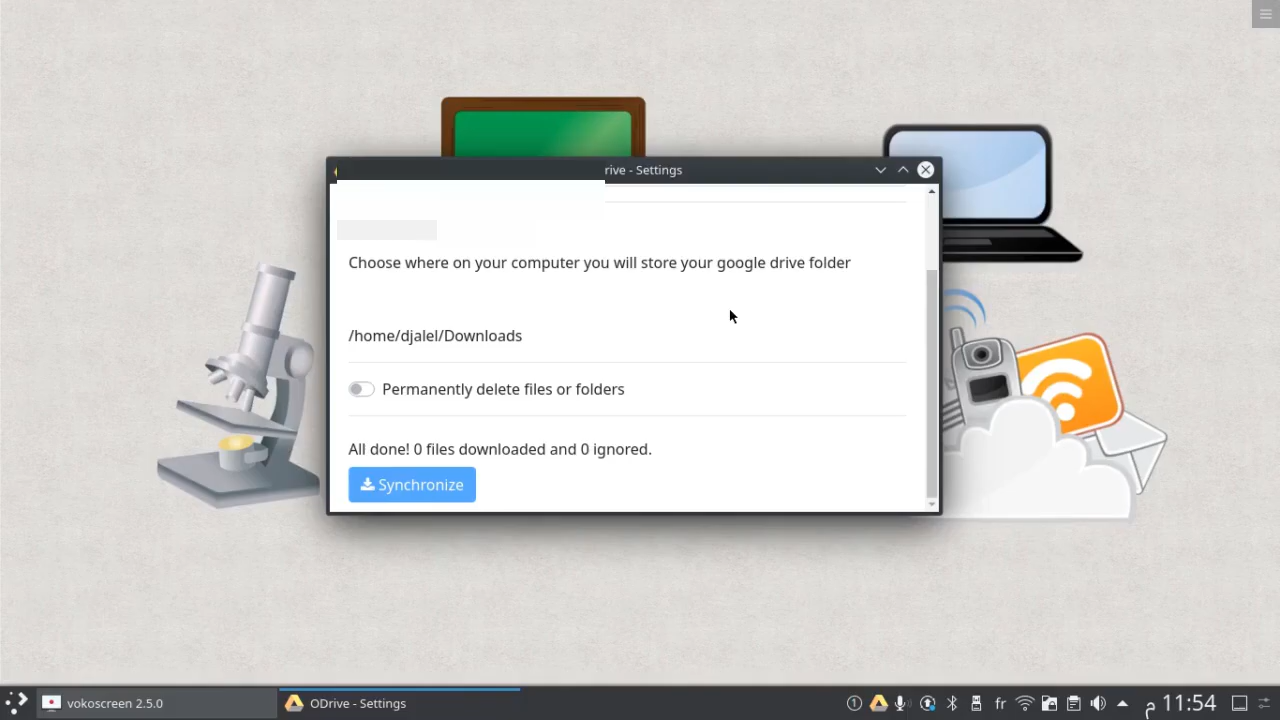 rive - Settings
Choose where on your computer you will store your google drive folder
/home/djalel/Downloads
Permanently delete files or folders
All done! 0 files downloaded and 0 ignored.
Synchronize
vokoscreen 2.5.0
ODrive - Settings
1
fr
11:54 م